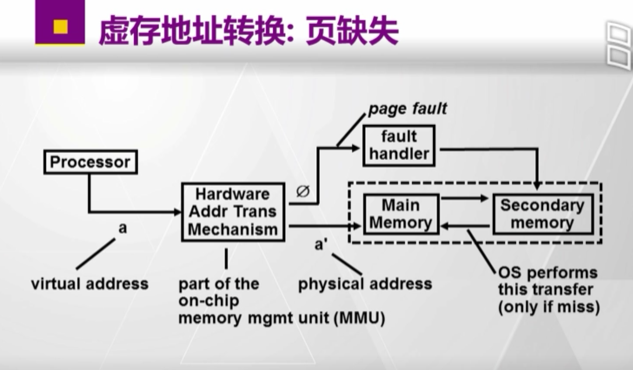 虚存地址转换: 页缺失
page fault
fault
handler
Processor
Hardware
Addr Trans
Mechanism
∅
Main
Memory
Secondary
memory
a
a'
virtual address
part of the
on-chip
memory mgmt unit (MMU)
physical address
OS performs
this transfer
(only if miss)